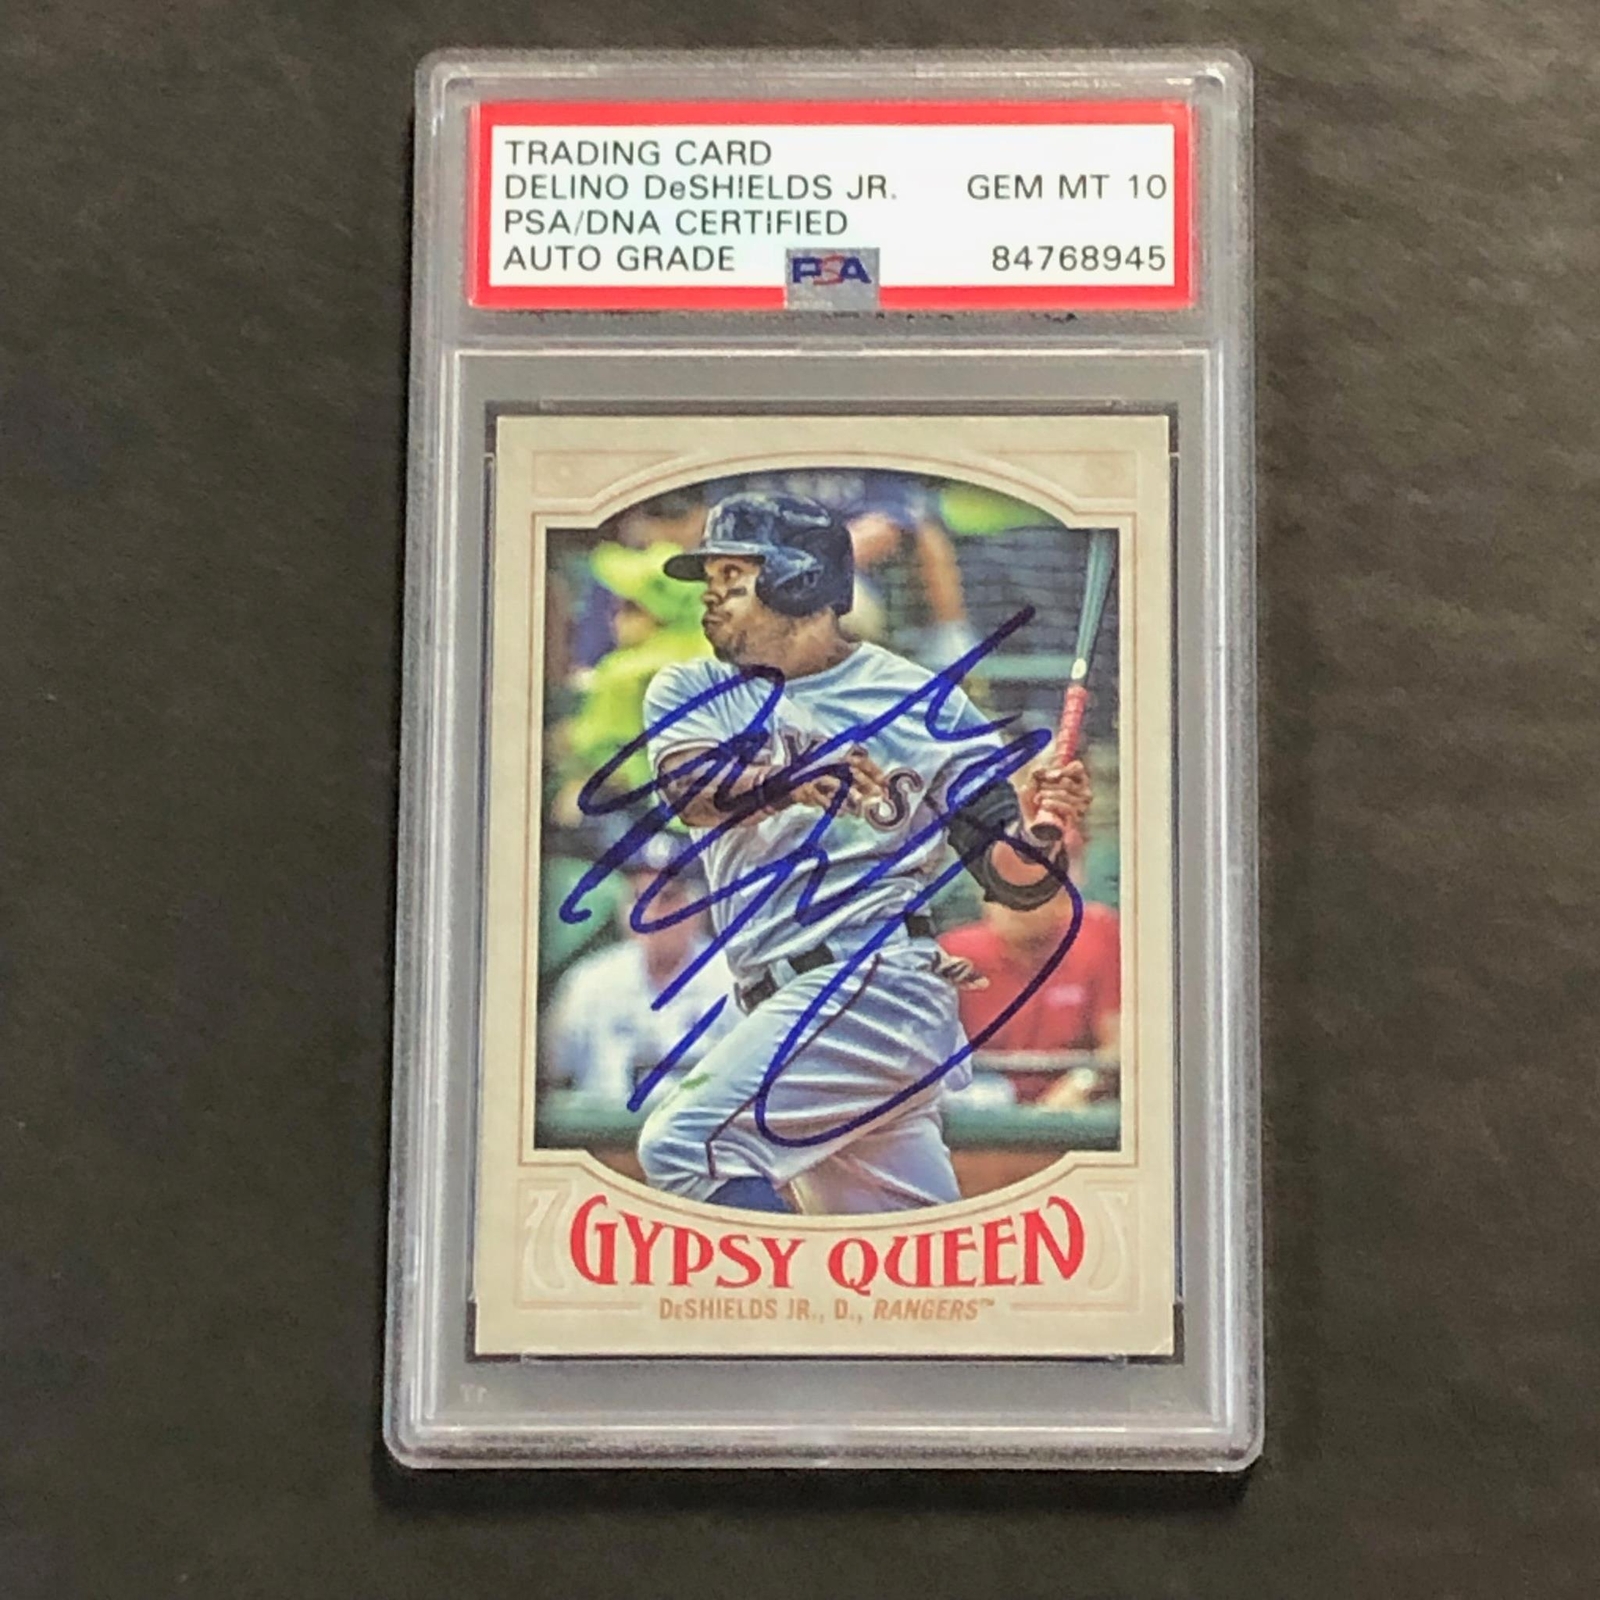 TRADING CARD
DELINO DeSHIELDS JR. GEM MT 10
PSA/DNA CERTIFIED
AUTO GRADE PSA 84768945
GYPSY QUEEN
DeSHIELDS JR., D., RANGERS™